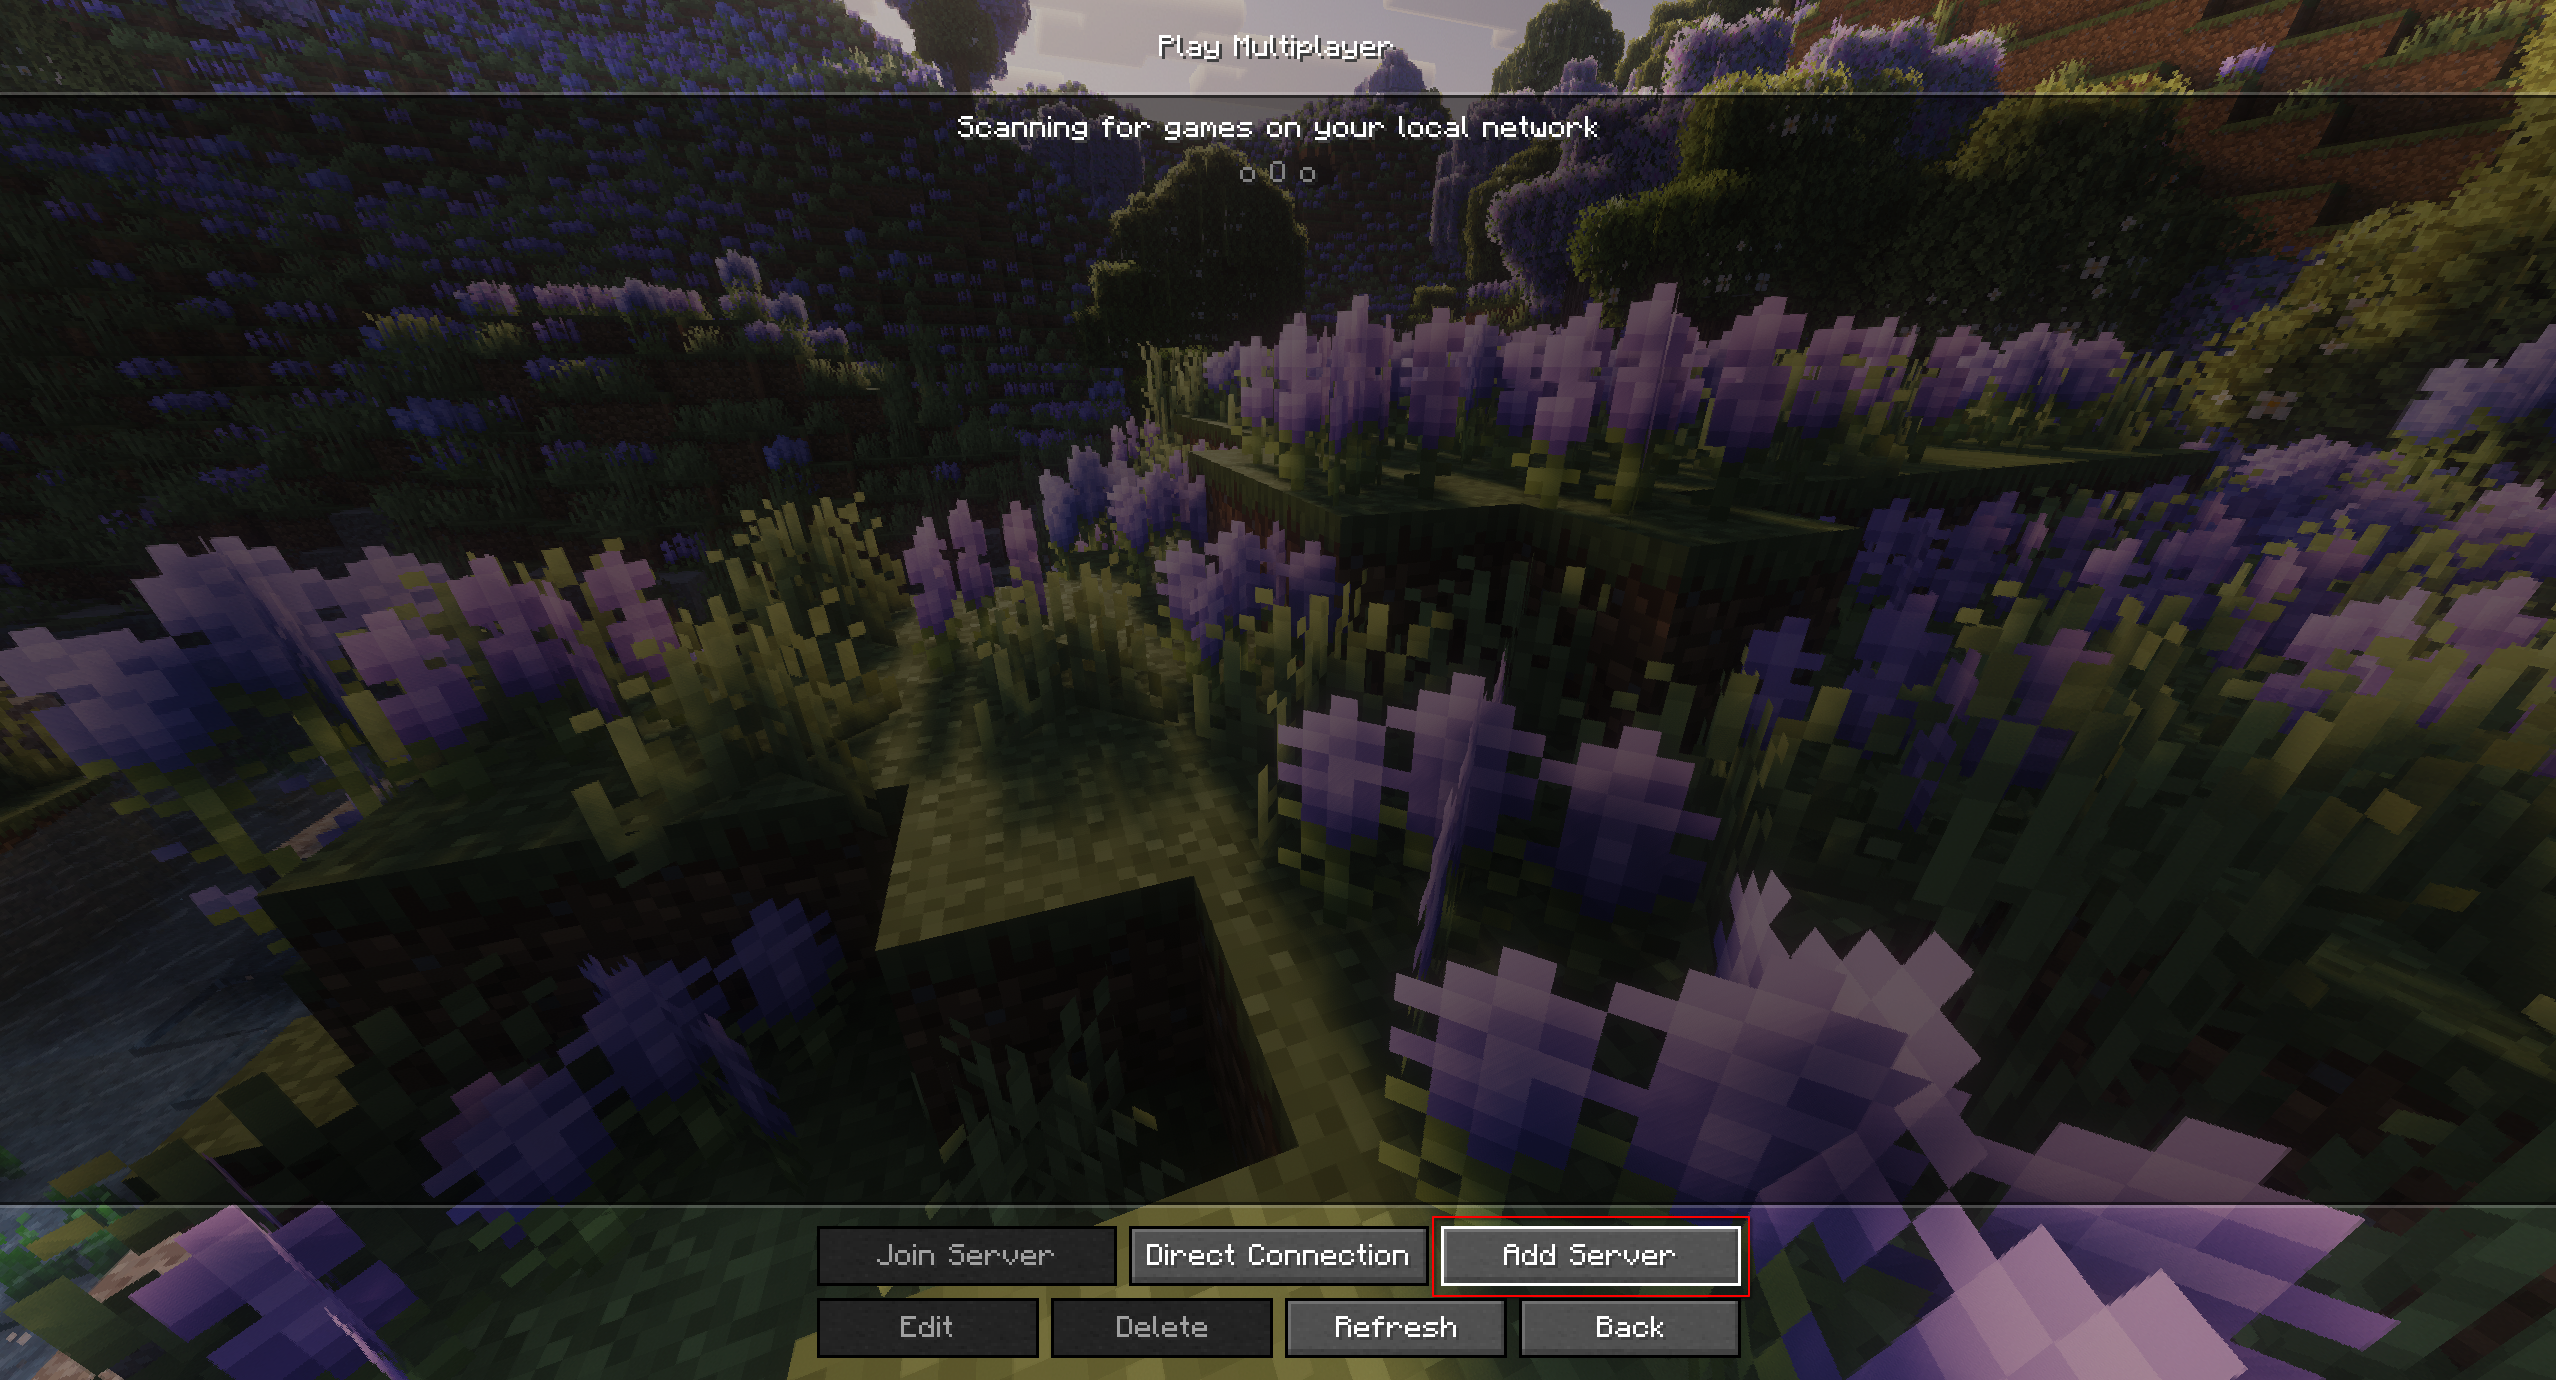 Play Multiplayer
Scanning for games on your local network
o O o
Join Server
Direct Connection
Add Server
Edit
Delete
Refresh
Back